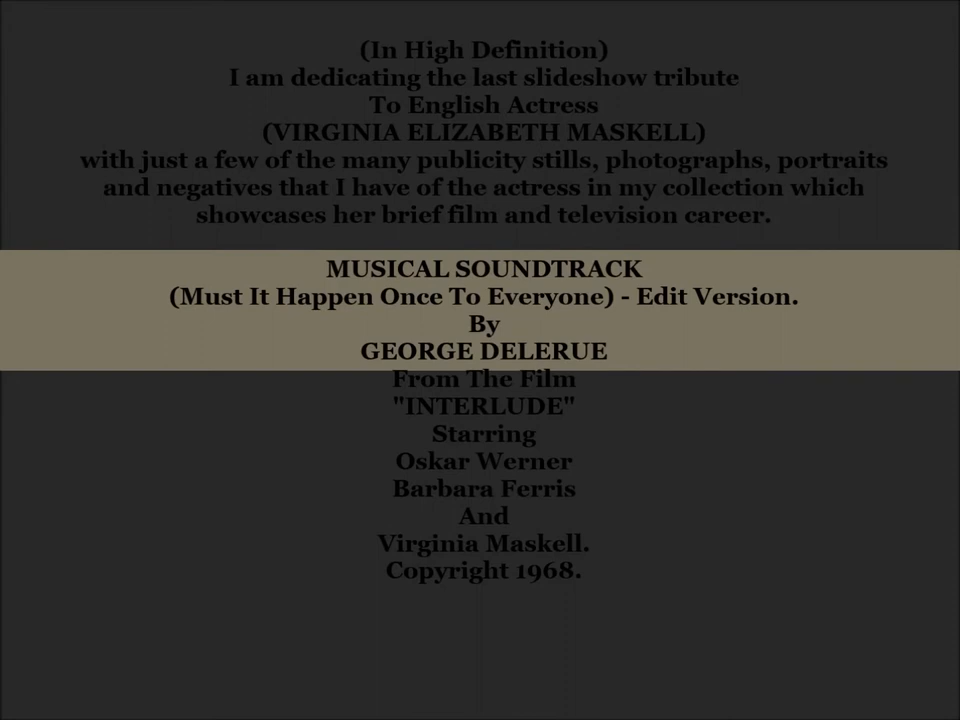 (In High Definition)
I am dedicating the last slideshow tribute
To English Actress
(VIRGINIA ELIZABETH MASKELL)
with just a few of the many publicity stills, photographs, portraits
and negatives that I have of the actress in my collection which
showcases her brief film and television career.
MUSICAL SOUNDTRACK
(Must It Happen Once To Everyone) - Edit Version.
By
GEORGE DELERUE
From The Film
"INTERLUDE"
Starring
Oskar Werner
Barbara Ferris
And
Virginia Maskell.
Copyright 1968.